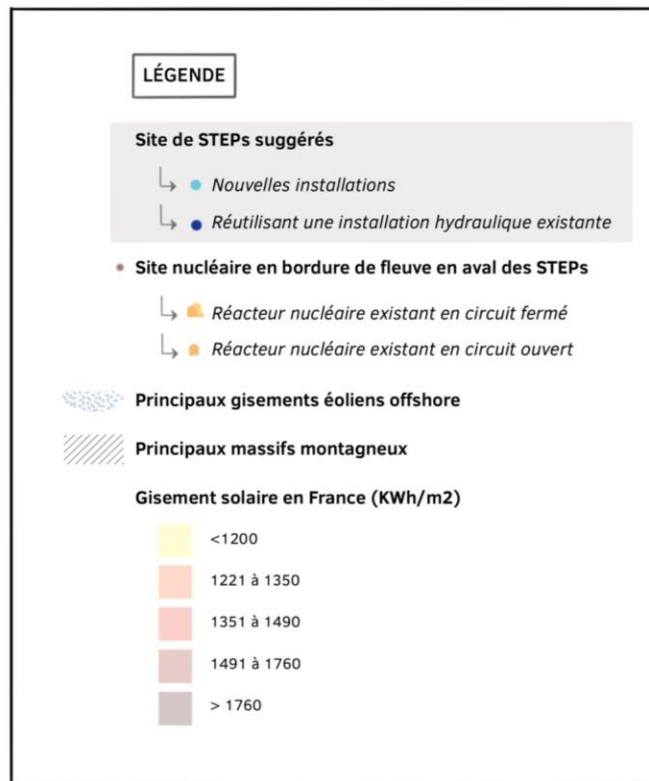 LÉGENDE
Site de STEPs suggérés
Nouvelles installations
Réutilisant une installation hydraulique existante
Site nucléaire en bordure de fleuve en aval des STEPs
Réacteur nucléaire existant en circuit fermé
Réacteur nucléaire existant en circuit ouvert
Principaux gisements éoliens offshore
Principaux massifs montagneux
Gisement solaire en France (KWh/m2)
<1200
1221 à 1350
1351 à 1490
1491 à 1760
> 1760